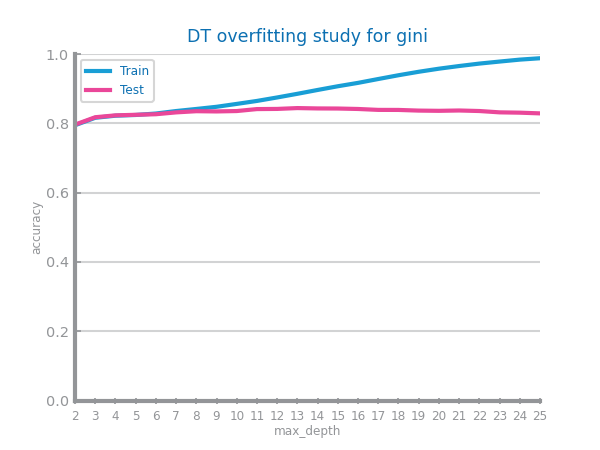 DT overfitting study for gini
Train
Test
1.0
0.8
0.6
0.4
0.2
0.0
accuracy
2 3 4 5 6 7 8 9 10 11 12 13 14 15 16 17 18 19 20 21 22 23 24 25
max_depth